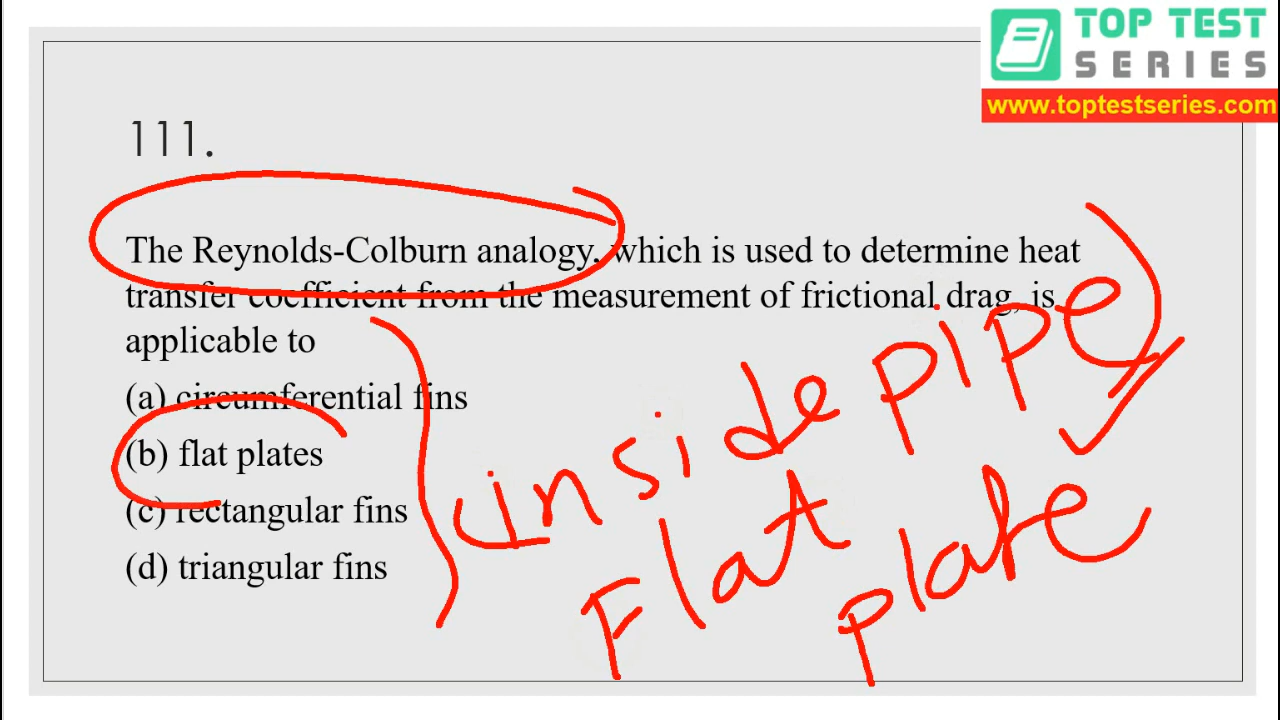 TOP TEST
SERIES
www.toptestseries.com
111.
The Reynolds-Colburn analogy, which is used to determine heat
transfer coefficient from the measurement of frictional drag, is
applicable to
(a) circumferential fins
(b) flat plates
(c) rectangular fins
(d) triangular fins
inside pipe
Flat plate